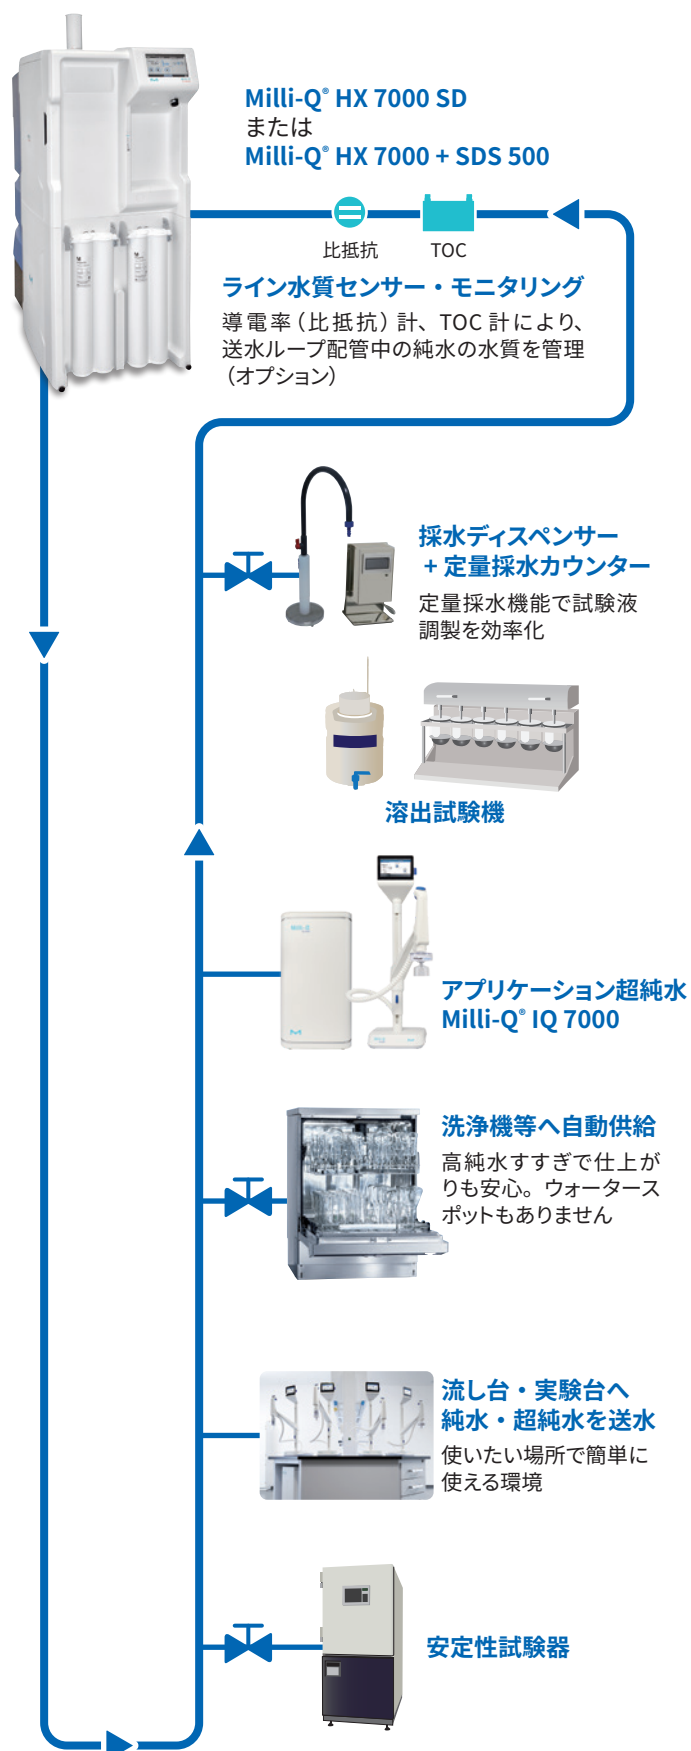 Milli-Q® HX 7000 SD
または
Milli-Q® HX 7000 + SDS 500
比抵抗
TOC
ライン水質センサー・モニタリング
導電率（比抵抗）計、TOC 計により、
送水ループ配管中の純水の水質を管理
（オプション）
採水ディスペンサー
+ 定量採水カウンター
定量採水機能で試験液
調製を効率化
溶出試験機
アプリケーション超純水
Milli-Q® IQ 7000
洗浄機等へ自動供給
高純水すすぎで仕上が
りも安心。ウォータース
ポットもありません
流し台・実験台へ
純水・超純水を送水
使いたい場所で簡単に
使える環境
安定性試験器